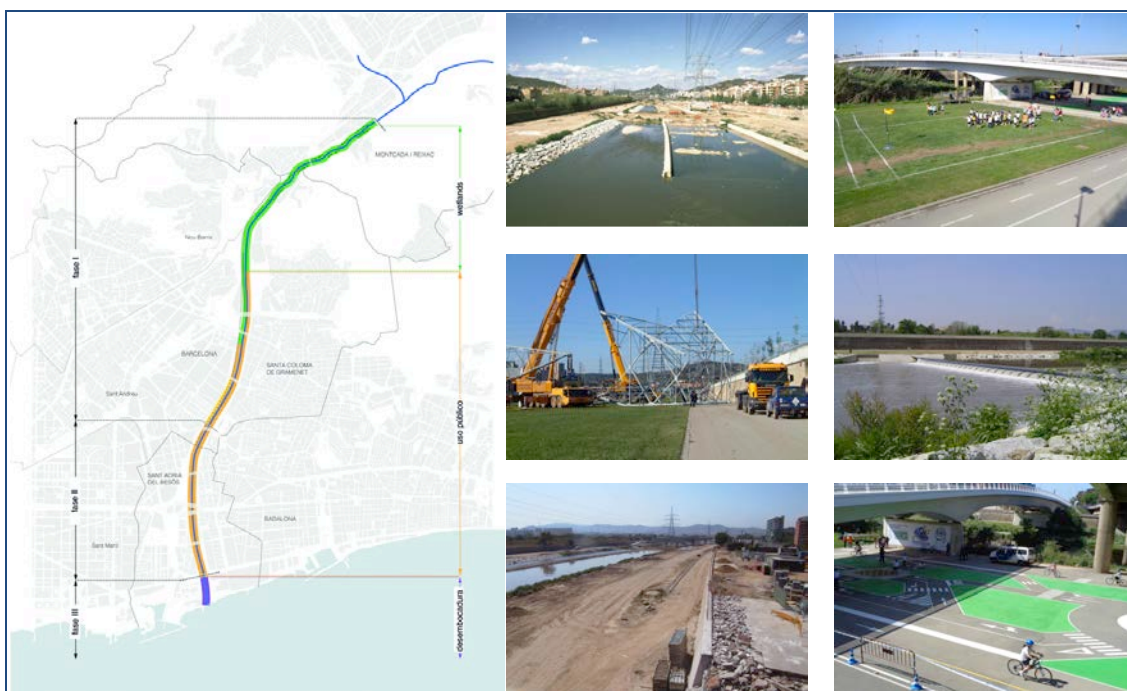 MONTCADA I REIXAC
wetlands
Nou Barris
fase I
BARCELONA
SANTA COLOMA
DE GRAMENET
Sant Andreu
uso público
SANT ADRIÀ
DEL BESÒS
BADALONA
fase II
Sant Martí
fase III
desembocadura